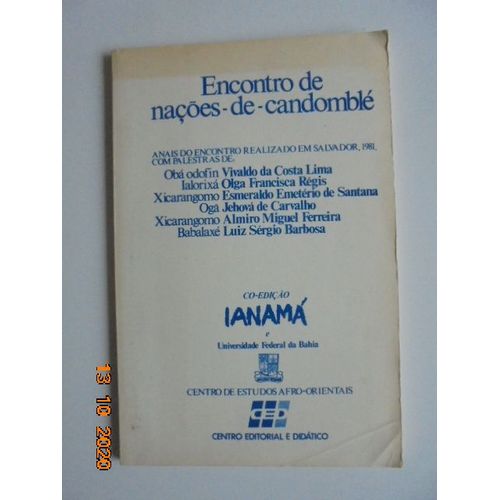 Encontro de
nações-de-candomblé
ANAIS DO ENCONTRO REALIZADO EM SALVADOR, 1981,
COM PALESTRAS DE:
Obá odofin Vivaldo da Costa Lima
Ialorixá Olga Francisca Régis
Xicarangomo Esmeraldo Emetério de Santana
Ogã Jehová de Carvalho
Xicarangomo Almiro Miguel Ferreira
Babalaxé Luiz Sérgio Barbosa
CO-EDIÇÃO
IANAMÁ
e
Universidade Federal da Bahia
CENTRO DE ESTUDOS AFRO-ORIENTAIS
CED
CENTRO EDITORIAL E DIDÁTICO
13 10 2020